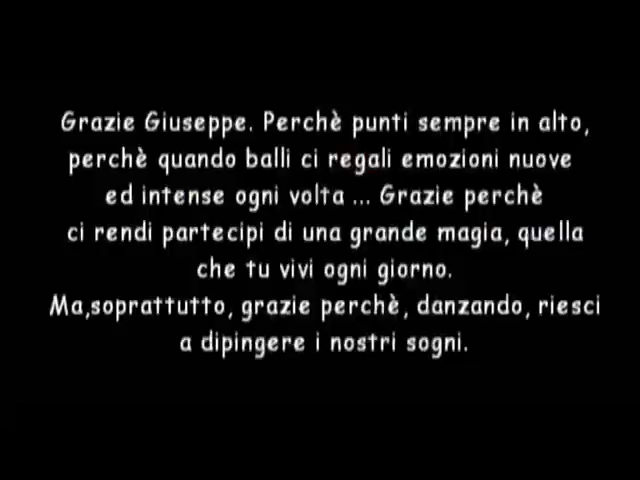 Grazie Giuseppe. Perchè punti sempre in alto,
perchè quando balli ci regali emozioni nuove
ed intense ogni volta ... Grazie perchè
ci rendi partecipi di una grande magia, quella
che tu vivi ogni giorno.
Ma,soprattutto, grazie perchè, danzando, riesci
a dipingere i nostri sogni.